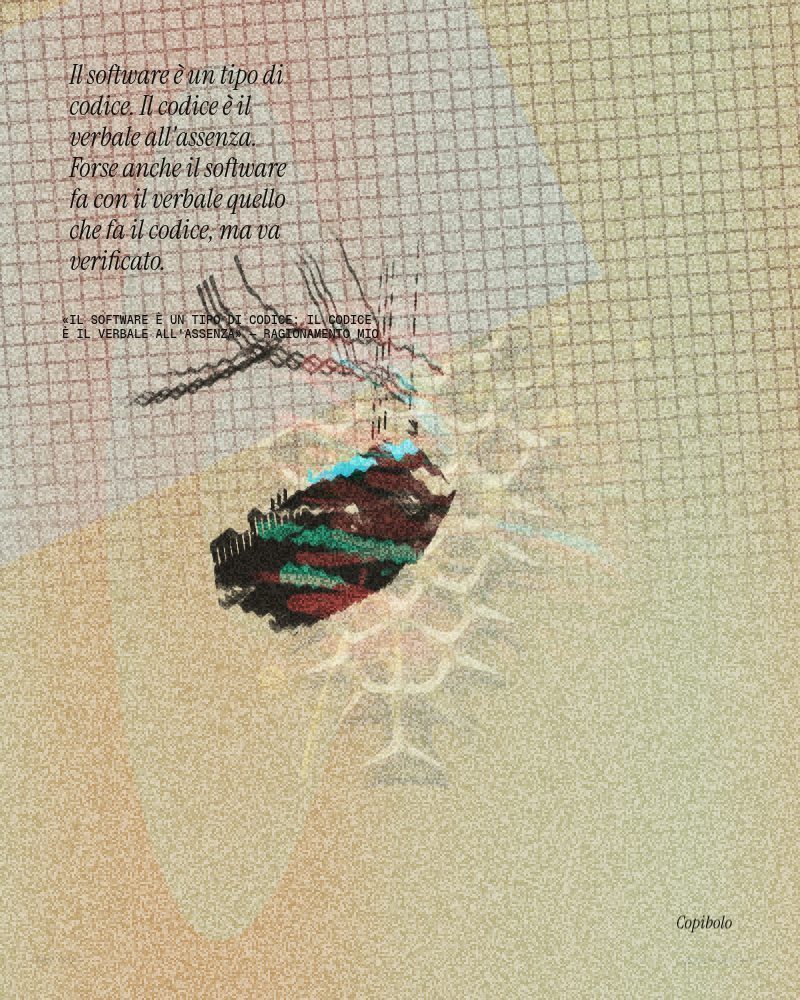 Il software è un tipo di
codice. Il codice è il
verbale all'assenza.
Forse anche il software
fa con il verbale quello
che fa il codice, ma va
verificato.
«IL SOFTWARE È UN TIPO DI CODICE; IL CODICE
È IL VERBALE ALL'ASSENZA» — RAGIONAMENTO MIO
Copibolo